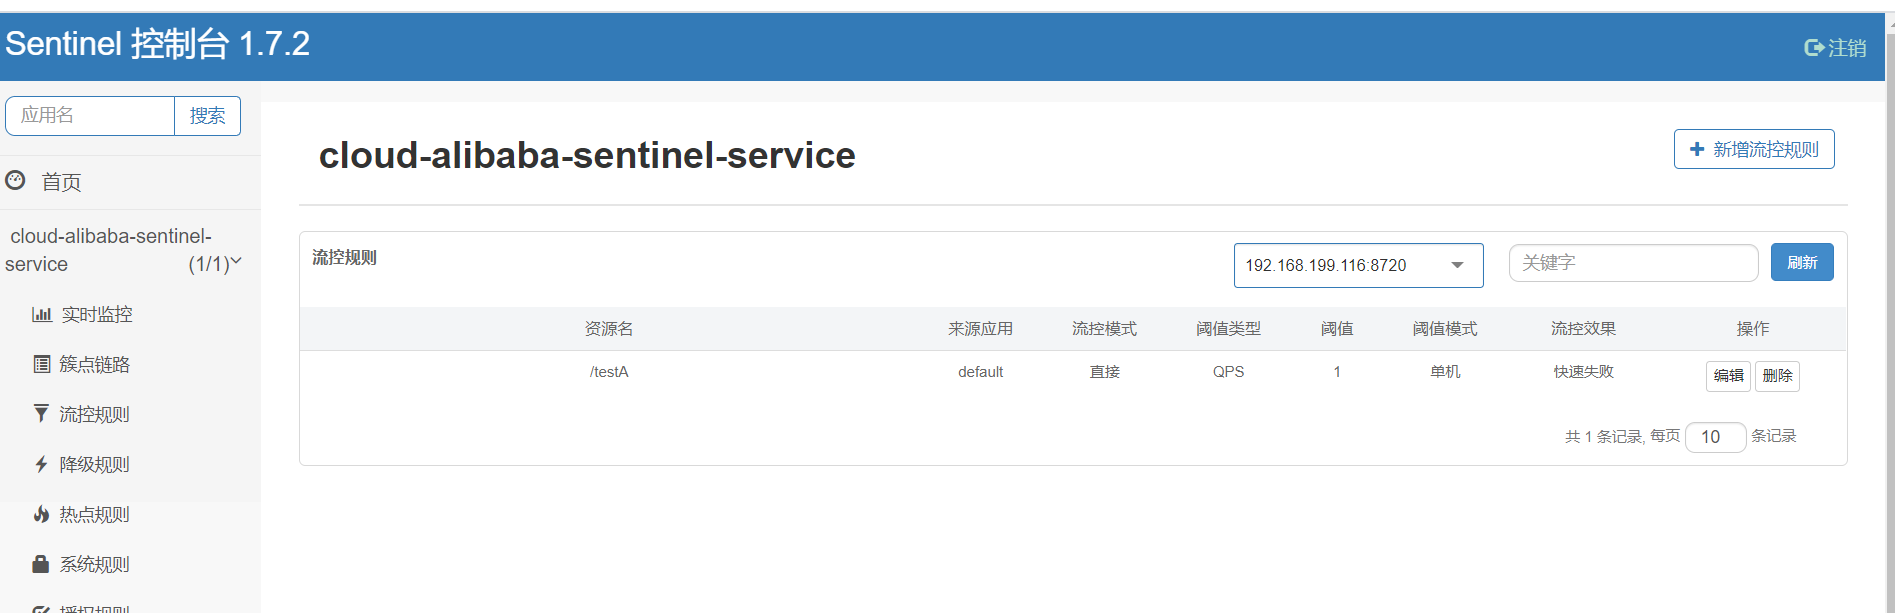 Sentinel 控制台 1.7.2
注销
应用名 搜索
首页
cloud-alibaba-sentinel-
service (1/1)
实时监控
簇点链路
流控规则
降级规则
热点规则
系统规则
授权规则
cloud-alibaba-sentinel-service
新增流控规则
流控规则 192.168.199.116:8720 关键字 刷新
资源名 来源应用 流控模式 阈值类型 阈值 阈值模式 流控效果 操作
/testA default 直接 QPS 1 单机 快速失败 编辑 删除
共 1 条记录, 每页 10 条记录